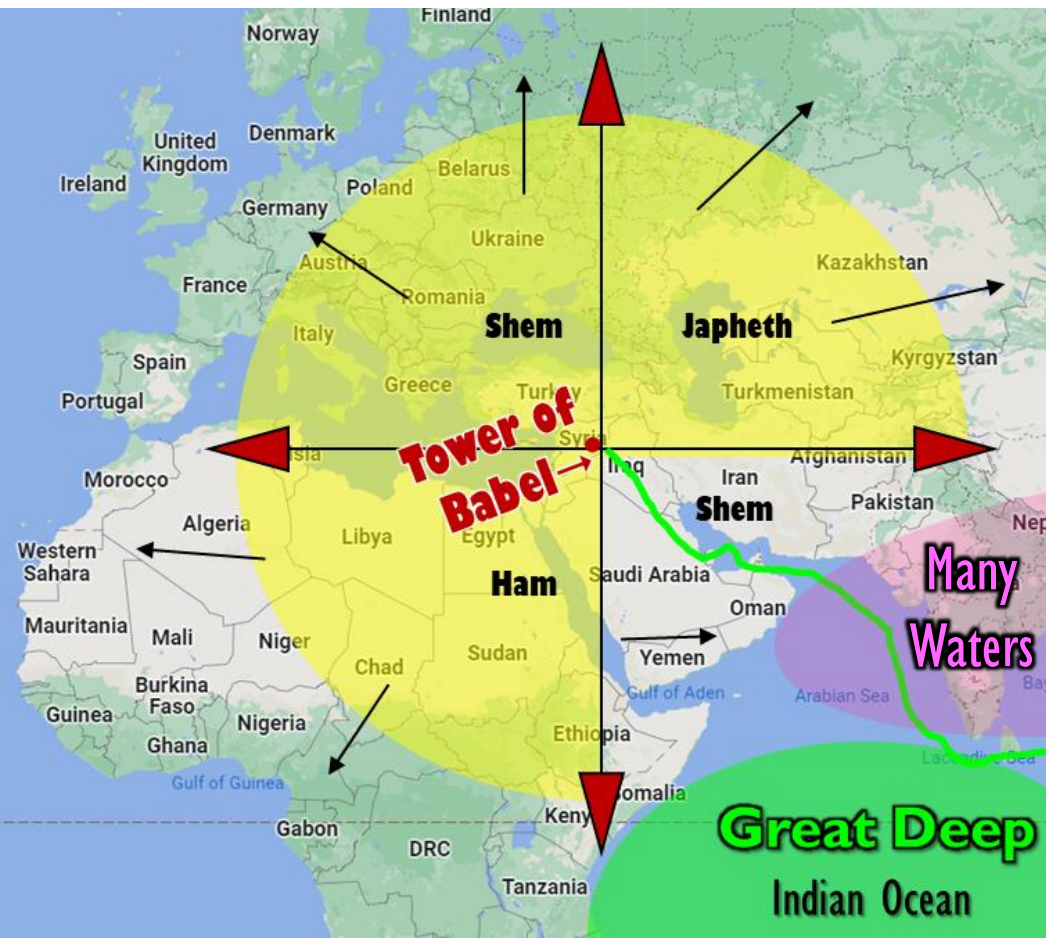 Finland
Norway
United
Kingdom
Denmark
Ireland
Belarus
Poland
Germany
Ukraine
Austria
Kazakhstan
France
Romania
Shem
Japheth
Italy
Spain
Kyrgyzstan
Greece
Turkey
Turkmenistan
Portugal
Tower of
Babel
Syria
Iraq
Afghanistan
Morocco
Iran
Shem
Pakistan
Algeria
Libya
Egypt
Many
Waters
Western
Sahara
Ham
Saudi Arabia
Oman
Mauritania
Mali
Niger
Chad
Sudan
Yemen
Burkina
Faso
Gulf of Aden
Arabian Sea
Guinea
Nigeria
Ghana
Ethiopia
Laccadive Sea
Gulf of Guinea
Somalia
Great Deep
Indian Ocean
Gabon
DRC
Tanzania